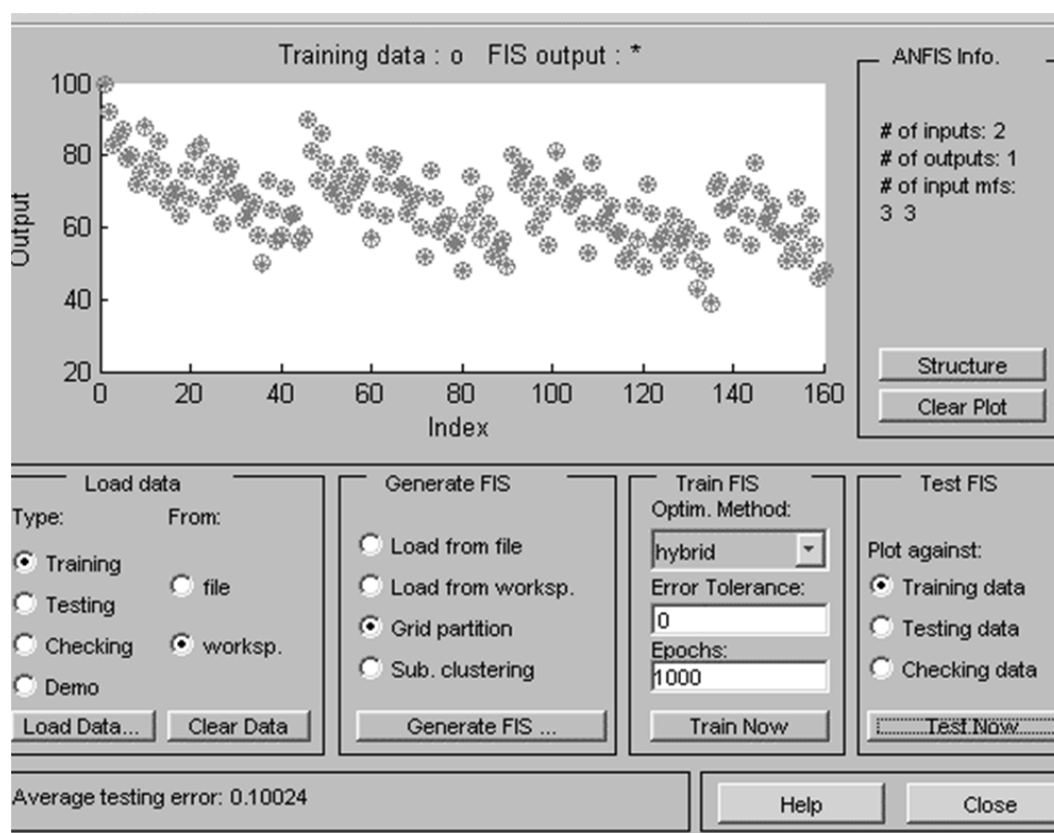 Training data : o FIS output : *
100
80
60
40
20
Output
0 20 40 60 80 100 120 140 160
Index
ANFIS Info.
# of inputs: 2
# of outputs: 1
# of input mfs:
3 3
Structure
Clear Plot
Load data
Type: From:
Training
Testing
Checking
Demo
file
worksp.
Load Data...
Clear Data
Generate FIS
Load from file
Load from worksp.
Grid partition
Sub. clustering
Generate FIS ...
Train FIS
Optim. Method:
hybrid
Error Tolerance:
0
Epochs:
1000
Train Now
Test FIS
Plot against:
Training data
Testing data
Checking data
Test Now
Average testing error: 0.10024
Help
Close